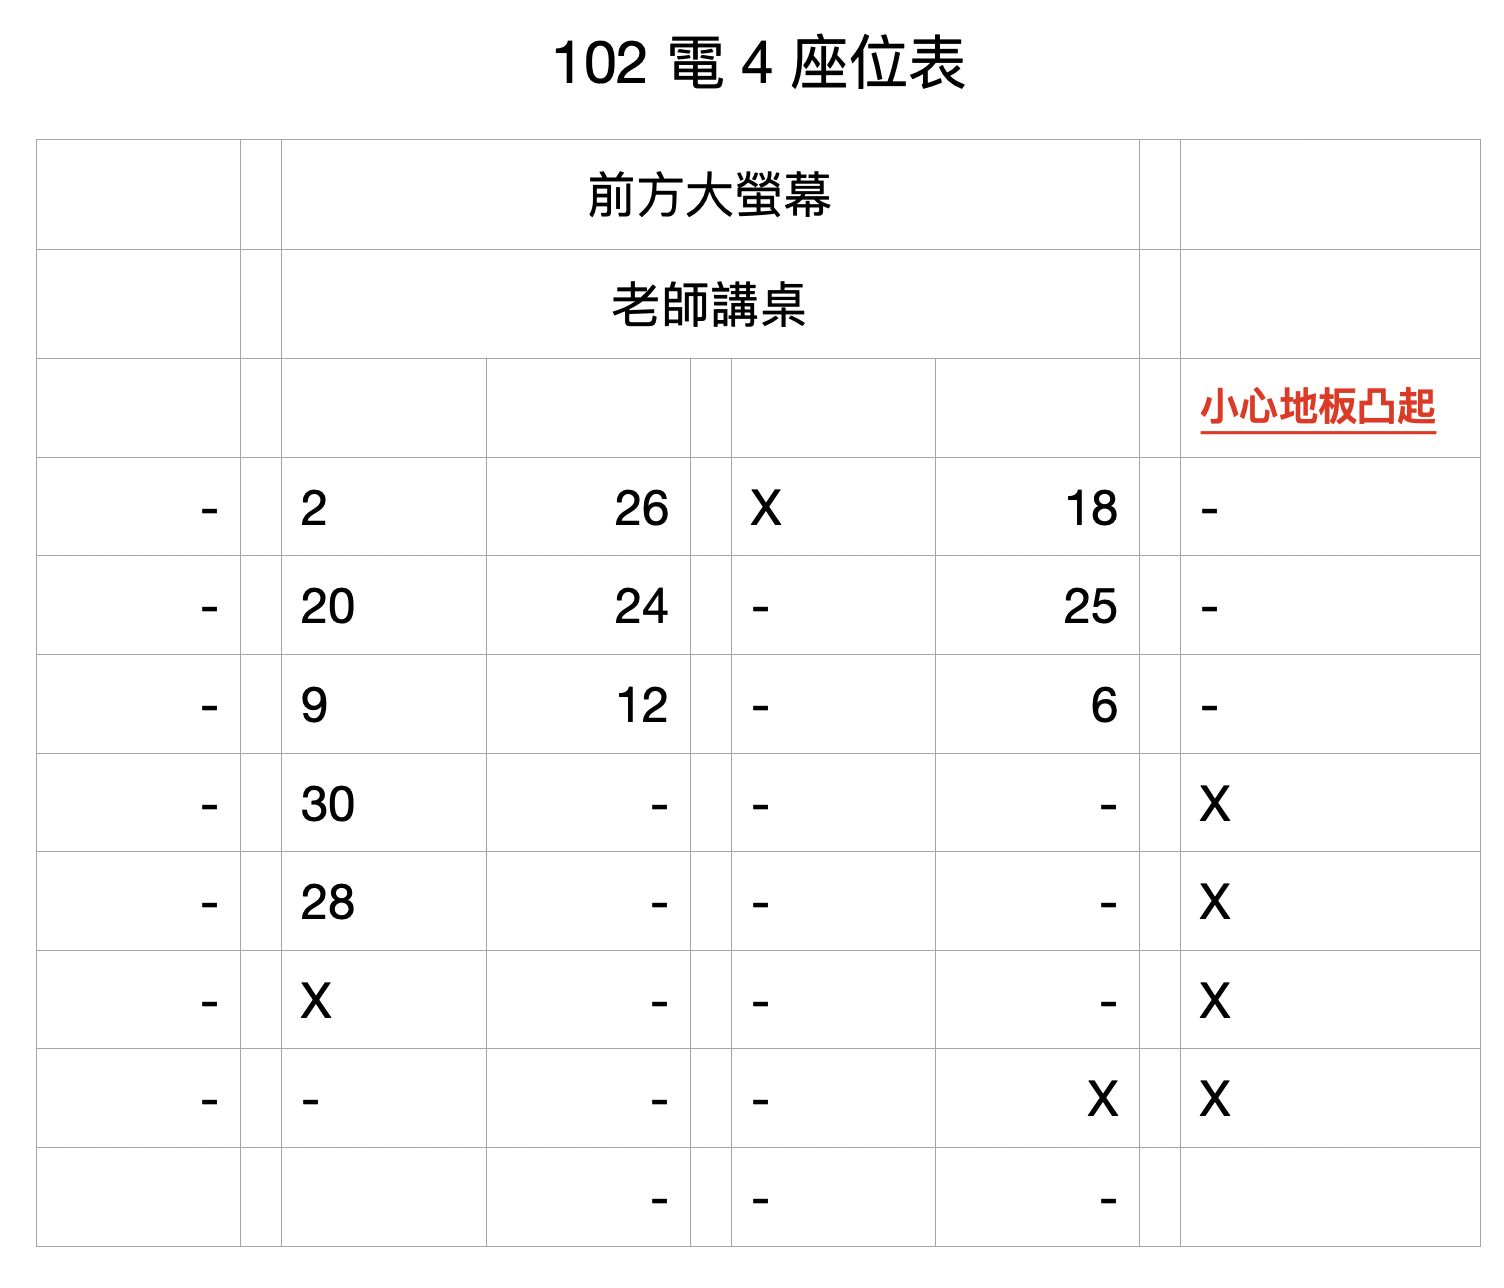 102 電 4 座位表
前方大螢幕
老師講桌
小心地板凸起
- 2 26 X 18 -
- 20 24 - 25 -
- 9 12 - 6 -
- 30 - - - X
- 28 - - - X
- X - - - X
- - - - X X
- - -